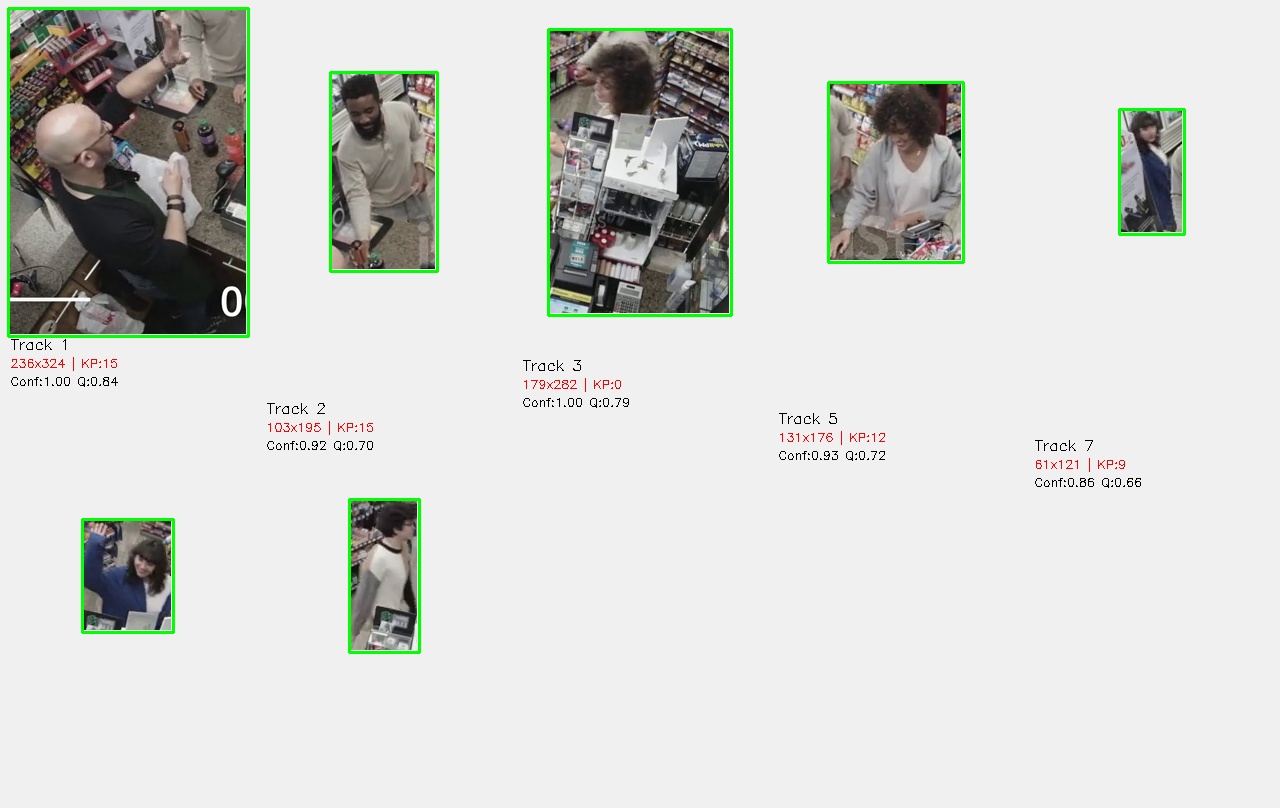 0
Track 1
236x324 | KP:15
Conf:1.00 Q:0.84
Track 2
103x195 | KP:15
Conf:0.92 Q:0.70
Track 3
179x282 | KP:0
Conf:1.00 Q:0.79
St
Track 5
131x176 | KP:12
Conf:0.93 Q:0.72
Track 7
61x121 | KP:9
Conf:0.86 Q:0.66